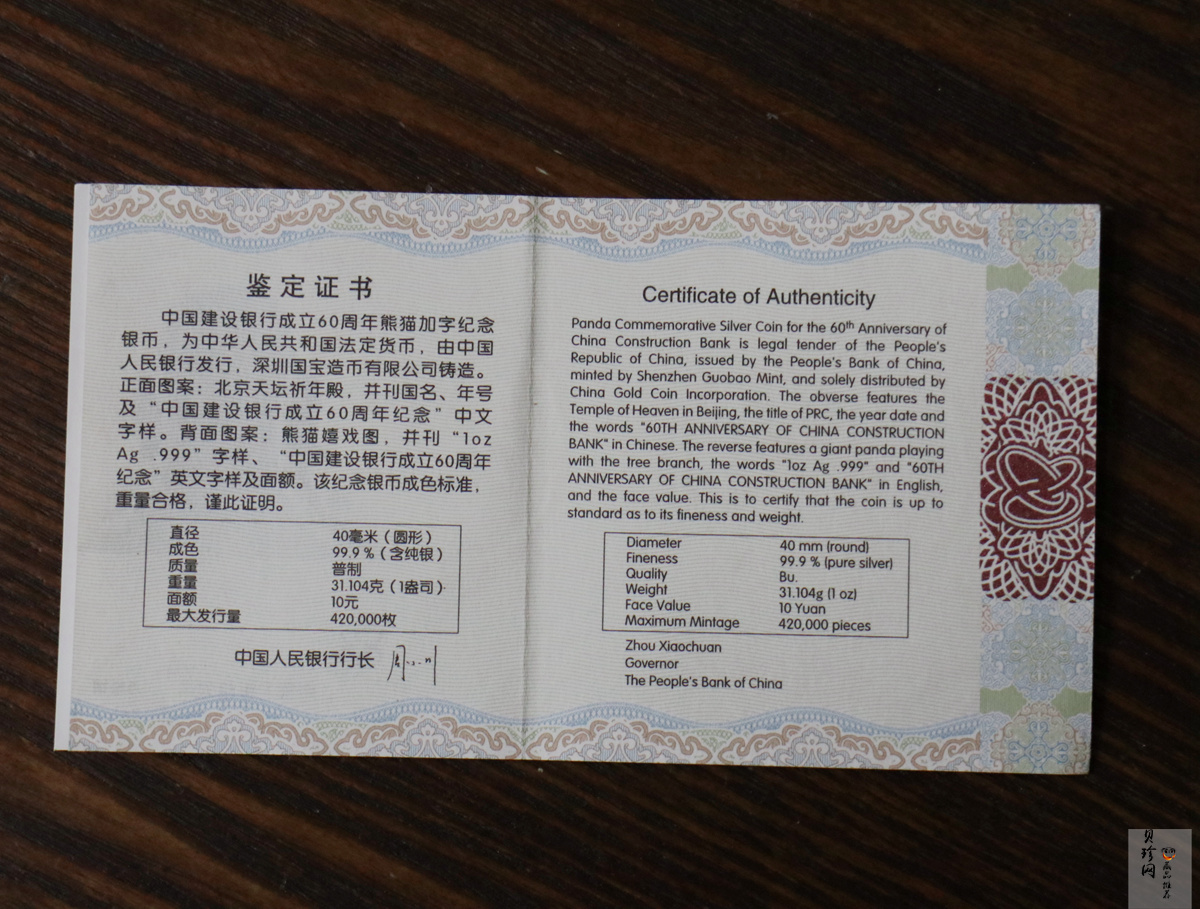 鉴定证书
中国建设银行成立60周年熊猫加字纪念
银币，为中华人民共和国法定货币，由中国
人民银行发行，深圳国宝造币有限公司铸造。
正面图案：北京天坛祈年殿，并刊国名、年号
及“中国建设银行成立60周年纪念”中文
字样。背面图案：熊猫嬉戏图，并刊“1oz
Ag .999”字样、“中国建设银行成立60周年
纪念”英文字样及面额。该纪念银币成色标准，
重量合格，谨此证明。
直径 40毫米（圆形）
成色 99.9％（含纯银）
质量 普制
重量 31.104克（1盎司）
面额 10元
最大发行量 420,000枚
中国人民银行行长
Certificate of Authenticity
Panda Commemorative Silver Coin for the 60th Anniversary of
China Construction Bank is legal tender of the People's
Republic of China, issued by the People's Bank of China,
minted by Shenzhen Guobao Mint, and solely distributed by
China Gold Coin Incorporation. The obverse features the
Temple of Heaven in Beijing, the title of PRC, the year date and
the words "60TH ANNIVERSARY OF CHINA CONSTRUCTION
BANK" in Chinese. The reverse features a giant panda playing
with the tree branch, the words "1oz Ag .999" and "60TH
ANNIVERSARY OF CHINA CONSTRUCTION BANK" in English,
and the face value. This is to certify that the coin is up to
standard as to its fineness and weight.
Diameter 40 mm (round)
Fineness 99.9 % (pure silver)
Quality Bu.
Weight 31.104g (1 oz)
Face Value 10 Yuan
Maximum Mintage 420,000 pieces
Zhou Xiaochuan
Governor
The People's Bank of China
贝珍网